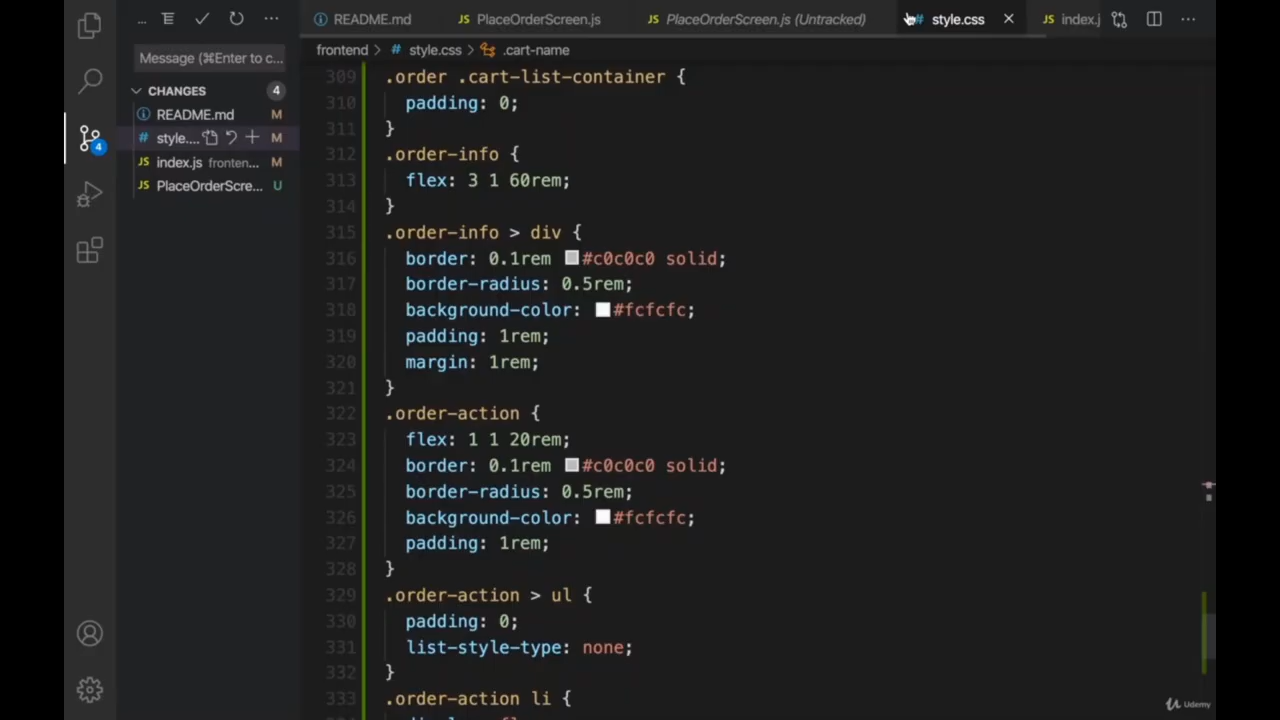 ...
README.md
PlaceOrderScreen.js
PlaceOrderScreen.js (Untracked)
# style.css
index.j
frontend > # style.css > .cart-name
Message (⌘Enter to c...
CHANGES 4
README.md M
# style.... M
JS index.js fronten... M
JS PlaceOrderScre... U
4
309 .order .cart-list-container {
310 padding: 0;
311 }
312 .order-info {
313 flex: 3 1 60rem;
314 }
315 .order-info > div {
316 border: 0.1rem #c0c0c0 solid;
317 border-radius: 0.5rem;
318 background-color: #fcfcfc;
319 padding: 1rem;
320 margin: 1rem;
321 }
322 .order-action {
323 flex: 1 1 20rem;
324 border: 0.1rem #c0c0c0 solid;
325 border-radius: 0.5rem;
326 background-color: #fcfcfc;
327 padding: 1rem;
328 }
329 .order-action > ul {
330 padding: 0;
331 list-style-type: none;
332 }
333 .order-action li {
Udemy